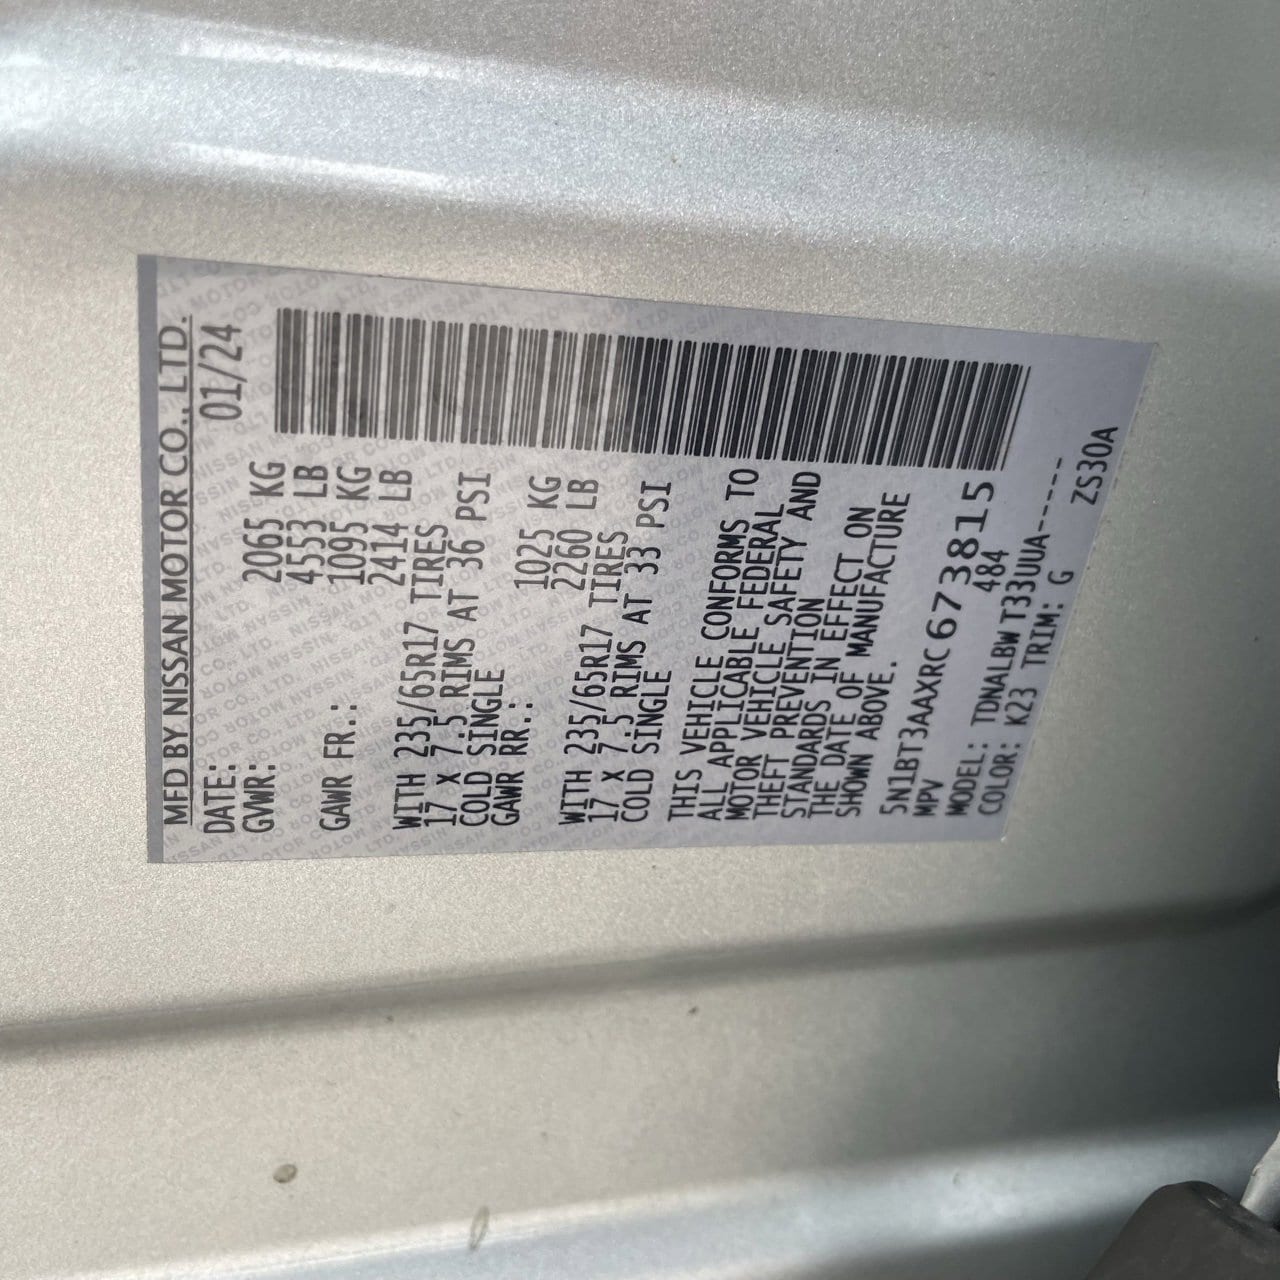 MFD BY NISSAN MOTOR CO., LTD.
DATE: 01/24
GVWR: 2065 KG
4553 LB
GAWR FR.: 1095 KG
2414 LB
WITH 235/65R17 TIRES
17 X 7.5 RIMS AT 36 PSI
COLD SINGLE
GAWR RR.: 1025 KG
2260 LB
WITH 235/65R17 TIRES
17 X 7.5 RIMS AT 33 PSI
COLD SINGLE
THIS VEHICLE CONFORMS TO
ALL APPLICABLE FEDERAL
MOTOR VEHICLE SAFETY AND
THEFT PREVENTION
STANDARDS IN EFFECT ON
THE DATE OF MANUFACTURE
SHOWN ABOVE.
5N1BT3AAXRC673815
MPV 484
MODEL: TDNALBWT33UUA-----
COLOR: K23 TRIM: G ZS30A